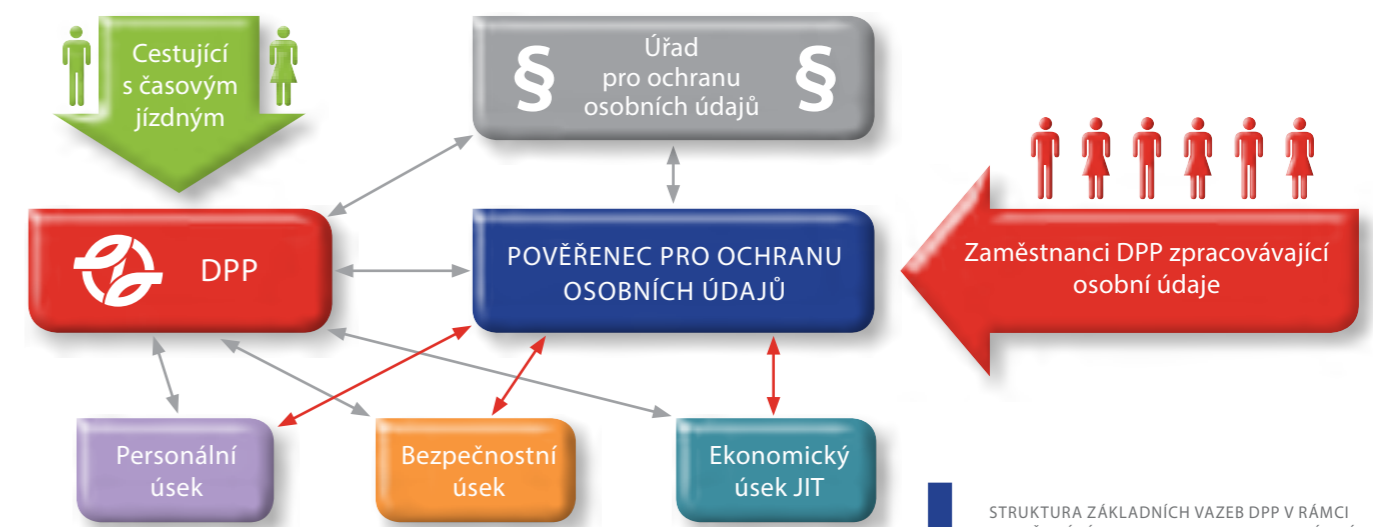 Cestující
s časovým
jízdným
§ Úřad §
pro ochranu
osobních údajů
DPP
POVĚŘENEC PRO OCHRANU
OSOBNÍCH ÚDAJŮ
Zaměstnanci DPP zpracovávající
osobní údaje
Personální
úsek
Bezpečnostní
úsek
Ekonomický
úsek JIT
STRUKTURA ZÁKLADNÍCH VAZEB DPP V RÁMCI